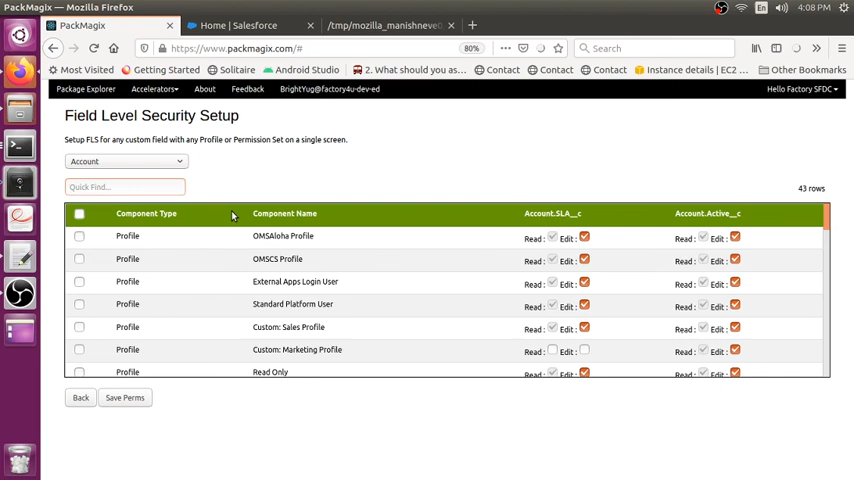 PackMagix — Mozilla Firefox
En
4:08 PM
PackMagix
Home | Salesforce
/tmp/mozilla_manishneve
https://www.packmagix.com/#
80%
Search
Most Visited
Getting Started
Solitaire
Android Studio
2. What should you as…
Contact
Contact
Contact
Instance details | EC2 …
Other Bookmarks
Package Explorer
Accelerators
About
Feedback
BrightYug@factory4u-dev-ed
Hello Factory SFDC
Field Level Security Setup
Setup FLS for any custom field with any Profile or Permission Set on a single screen.
Account
Quick Find...
43 rows
Component Type Component Name Account.SLA__c Account.Active__c
Profile OMSAloha Profile Read : Edit : Read : Edit :
Profile OMSCS Profile Read : Edit : Read : Edit :
Profile External Apps Login User Read : Edit : Read : Edit :
Profile Standard Platform User Read : Edit : Read : Edit :
Profile Custom: Sales Profile Read : Edit : Read : Edit :
Profile Custom: Marketing Profile Read : Edit : Read : Edit :
Profile Read Only Read : Edit : Read : Edit :
Back
Save Perms